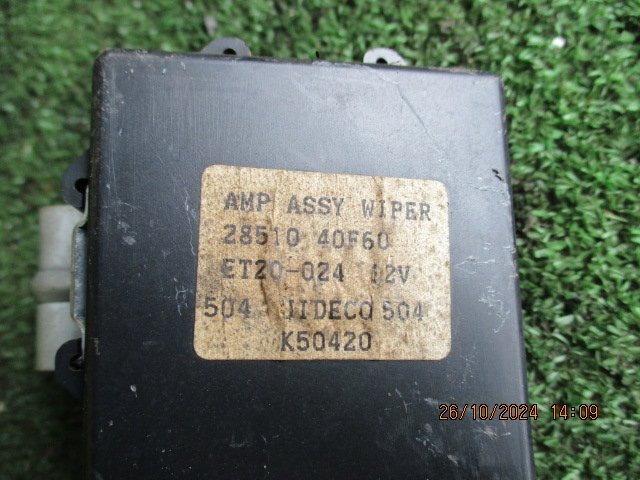 AMP ASSY WIPER
28510 40F60
ET20-024 12V
504 JIDECO 504
K50420
26/10/2024 14:09